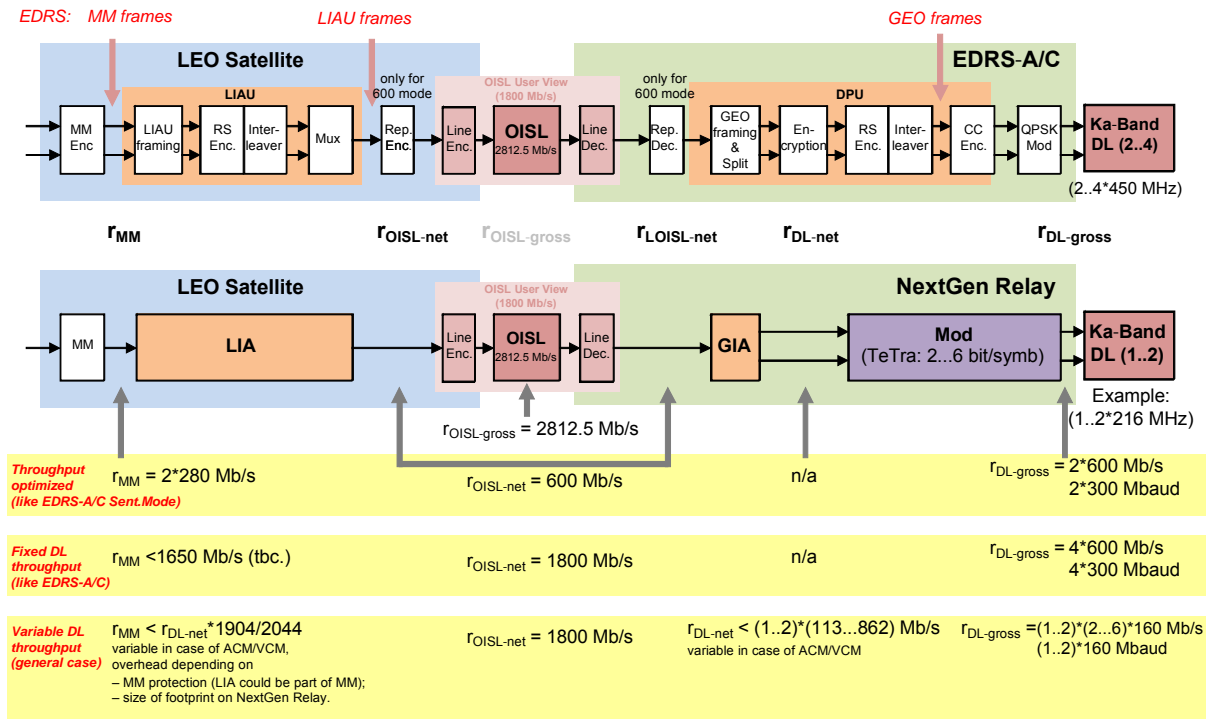 EDRS: MM frames
LIAU frames
GEO frames
LEO Satellite
EDRS-A/C
only for
600 mode
OISL User View
(1800 Mb/s)
only for
600 mode
LIAU
DPU
MM
Enc
LIAU
framing
RS
Enc.
Inter-
leaver
Mux
Rep.
Enc.
Line
Enc.
OISL
2812.5 Mb/s
Line
Dec.
Rep.
Dec.
GEO
framing
&
Split
En-
cryption
RS
Enc.
Inter-
leaver
CC
Enc.
QPSK
Mod
Ka-Band
DL (2..4)
(2..4*450 MHz)
rMM
rOISL-net
rOISL-gross
rLOISL-net
rDL-net
rDL-gross
LEO Satellite
OISL User View
(1800 Mb/s)
NextGen Relay
MM
LIA
Line
Enc.
OISL
2812.5 Mb/s
Line
Dec.
GIA
Mod
(TeTra: 2...6 bit/symb)
Ka-Band
DL (1..2)
Example:
(1..2*216 MHz)
rOISL-gross = 2812.5 Mb/s
Throughput
optimized
(like EDRS-A/C Sent.Mode)
rMM = 2*280 Mb/s
rOISL-net = 600 Mb/s
n/a
rDL-gross = 2*600 Mb/s
2*300 Mbaud
Fixed DL
throughput
(like EDRS-A/C)
rMM <1650 Mb/s (tbc.)
rOISL-net = 1800 Mb/s
n/a
rDL-gross = 4*600 Mb/s
4*300 Mbaud
Variable DL
throughput
(general case)
rMM < rDL-net*1904/2044
variable in case of ACM/VCM,
overhead depending on
– MM protection (LIA could be part of MM);
– size of footprint on NextGen Relay.
rOISL-net = 1800 Mb/s
rDL-net < (1..2)*(113...862) Mb/s
variable in case of ACM/VCM
rDL-gross =(1..2)*(2...6)*160 Mb/s
(1..2)*160 Mbaud